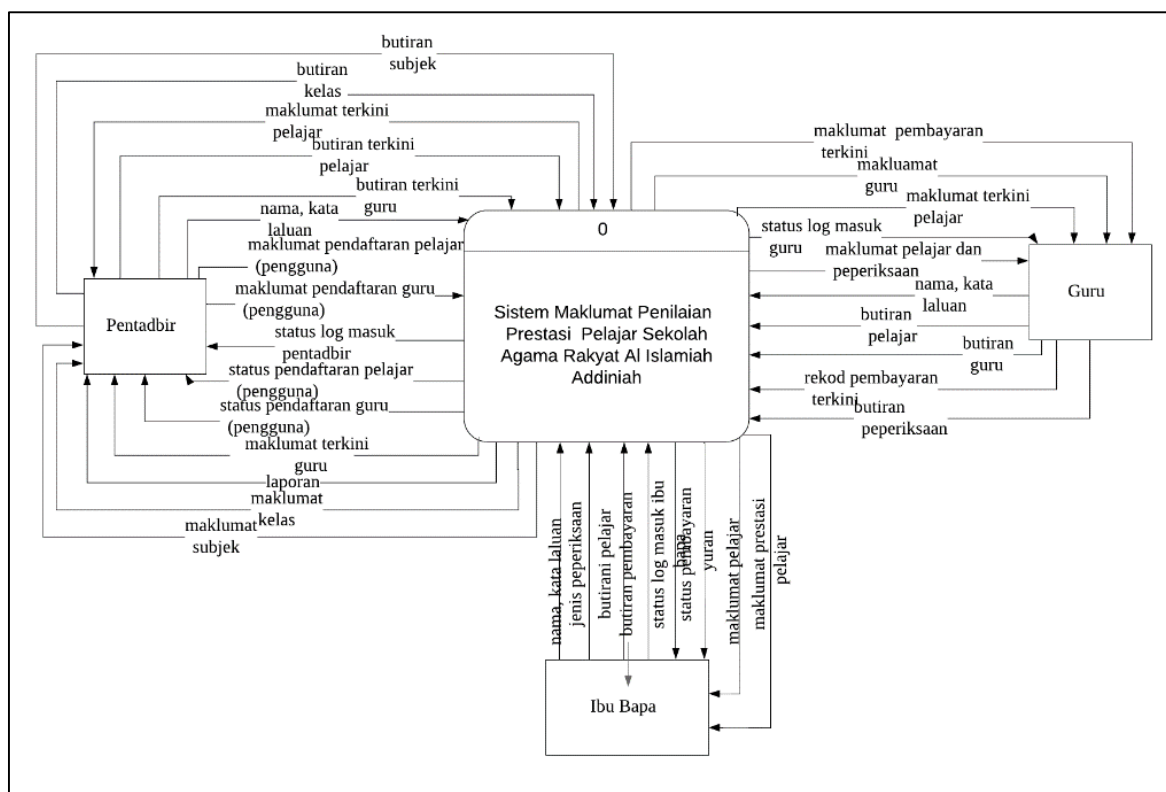 butiran
subjek
butiran
kelas
maklumat terkini
pelajar
butiran terkini
pelajar
butiran terkini
guru
nama, kata
laluan
maklumat pendaftaran pelajar
(pengguna)
maklumat pendaftaran guru
(pengguna)
status log masuk
pentadbir
status pendaftaran pelajar
(pengguna)
status pendaftaran guru
(pengguna)
maklumat terkini
guru
laporan
maklumat
kelas
maklumat
subjek
Pentadbir
0
Sistem Maklumat Penilaian
Prestasi Pelajar Sekolah
Agama Rakyat Al Islamiah
Addiniah
maklumat pembayaran
terkini
makluamat
guru
maklumat terkini
pelajar
status log masuk
guru
maklumat pelajar dan
peperiksaan
nama, kata
laluan
butiran
pelajar
butiran
guru
rekod pembayaran
terkini
butiran
peperiksaan
Guru
nama, kata laluan
jenis peperiksaan
butirani pelajar
butiran pembayaran
status log masuk ibu
bapa
status pembayaran
yuran
maklumat pelajar
maklumat prestasi
pelajar
Ibu Bapa